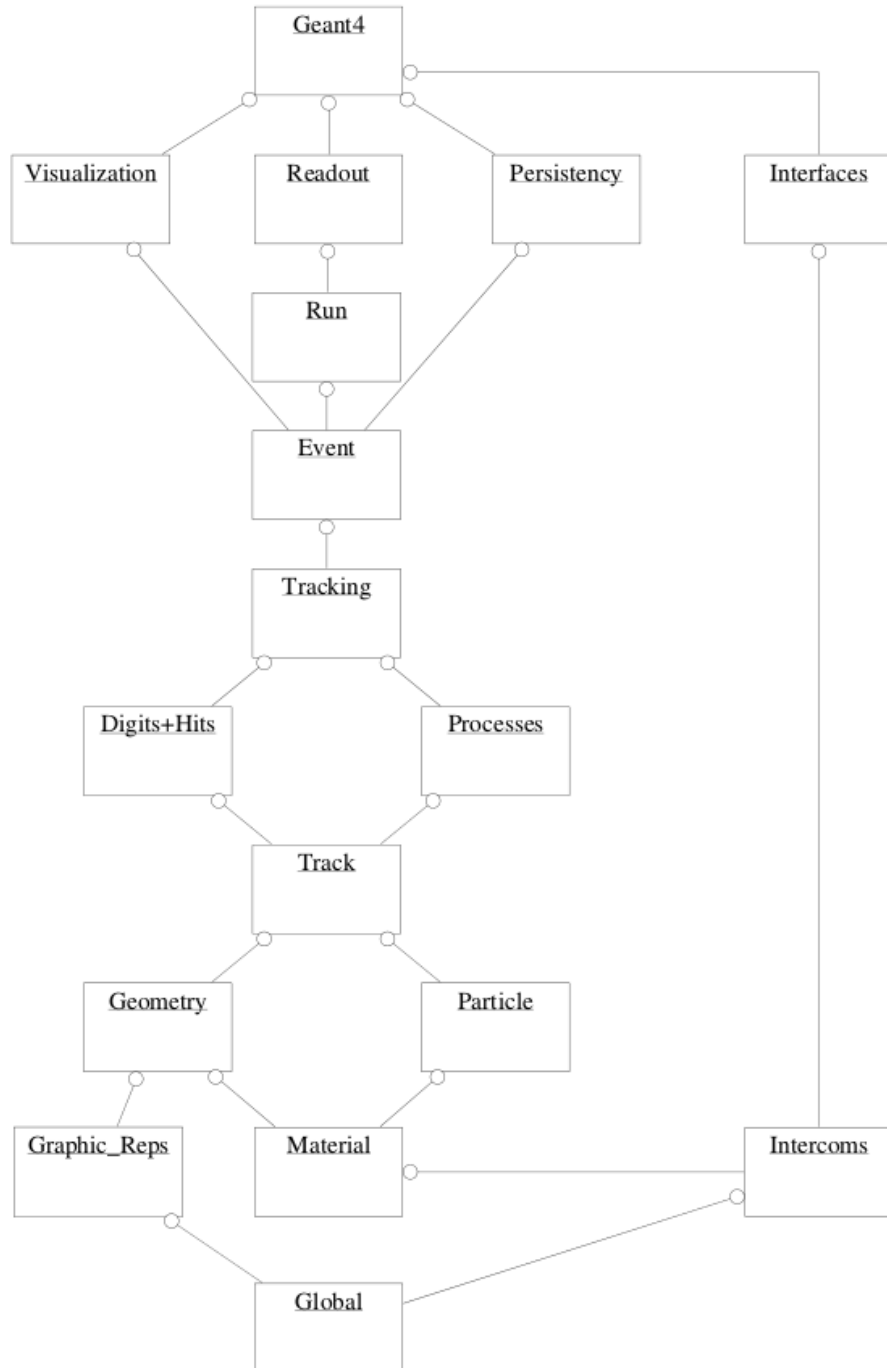 Geant4
Visualization
Readout
Persistency
Interfaces
Run
Event
Tracking
Digits+Hits
Processes
Track
Geometry
Particle
Graphic_Reps
Material
Intercoms
Global